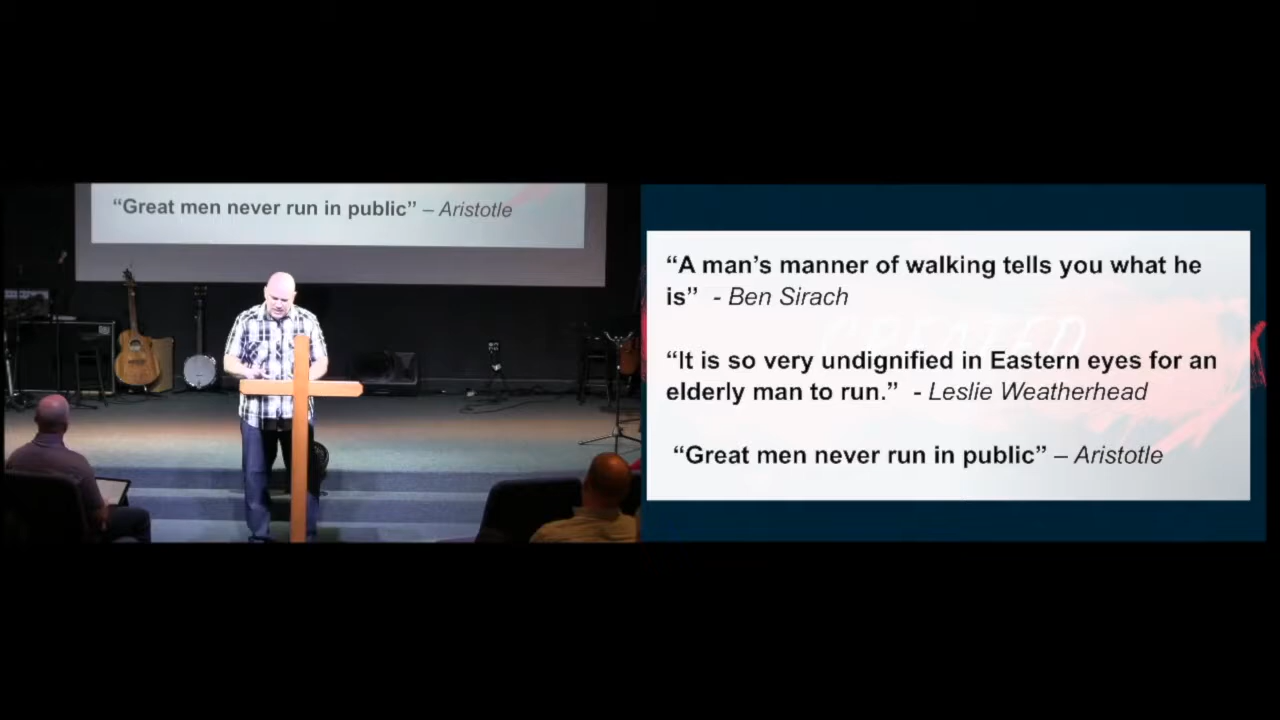 “Great men never run in public” – Aristotle
“A man’s manner of walking tells you what he
is”  - Ben Sirach
“It is so very undignified in Eastern eyes for an
elderly man to run.”  - Leslie Weatherhead
“Great men never run in public” – Aristotle